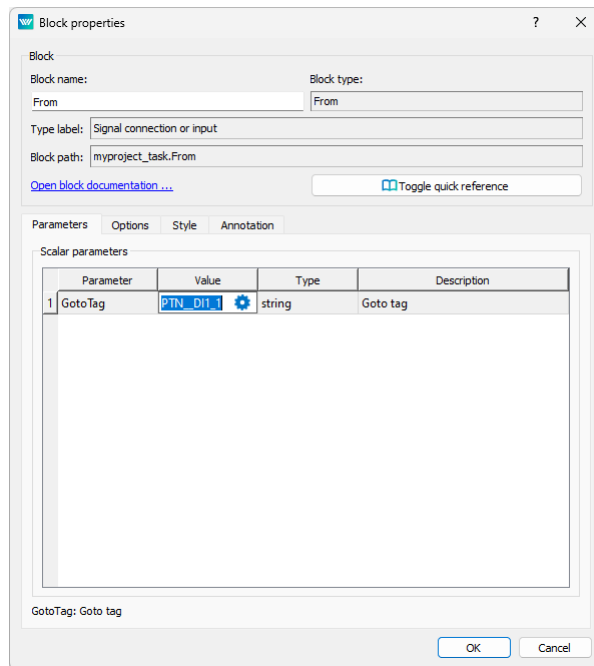 Block properties ? ×
Block
Block name: Block type:
From From
Type label: Signal connection or input
Block path: myproject_task.From
Open block documentation ... Toggle quick reference
Parameters Options Style Annotation
Scalar parameters
Parameter Value Type Description
1 GotoTag PTN__DI1_1 string Goto tag
GotoTag: Goto tag
OK Cancel